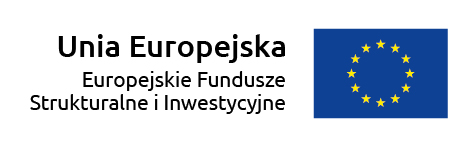 Unia Europejska
Europejskie Fundusze
Strukturalne i Inwestycyjne